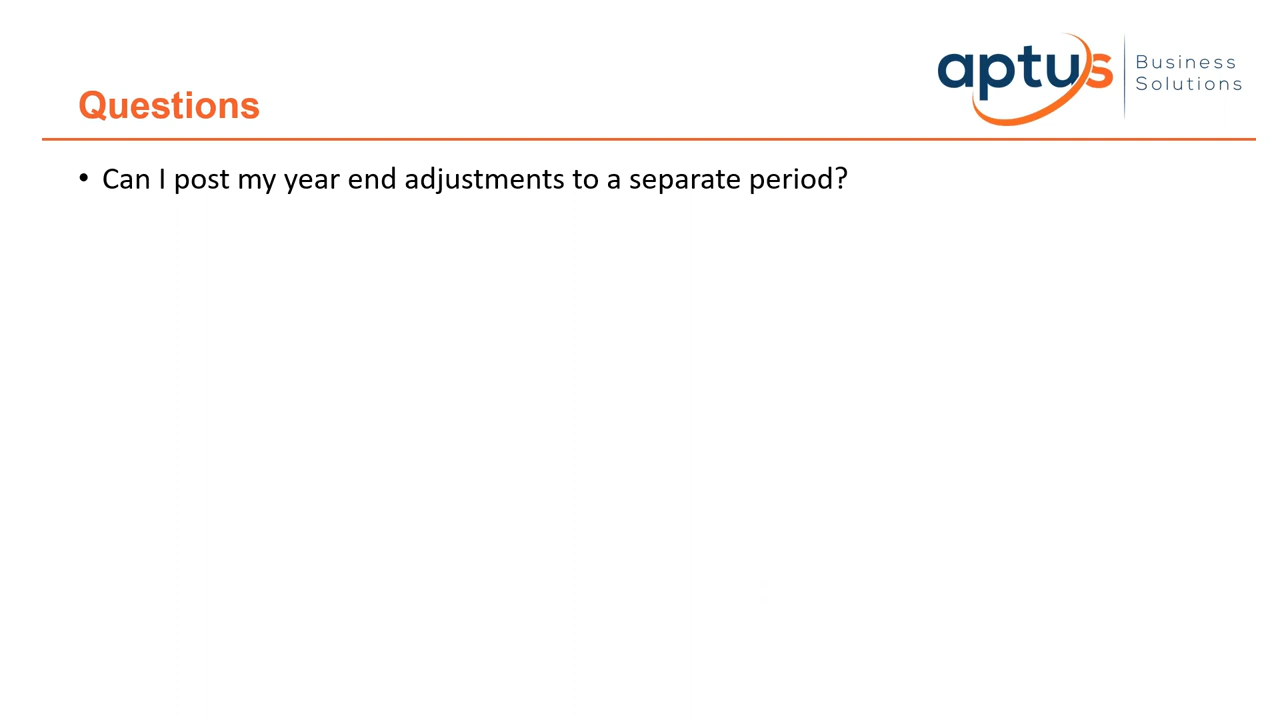 aptus
Business
Solutions
Questions
• Can I post my year end adjustments to a separate period?